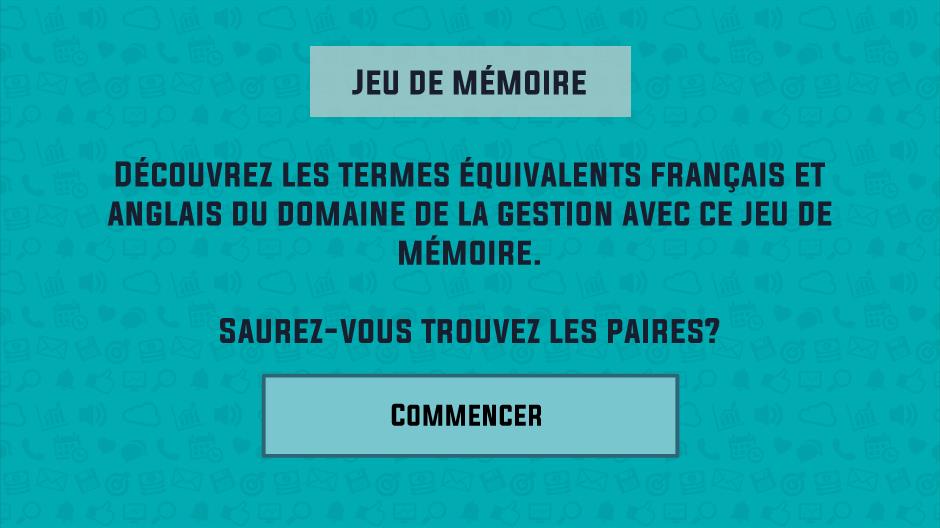 Jeu de mémoire
Découvrez les termes équivalents français et
anglais du domaine de la gestion avec ce jeu de
mémoire.
Saurez-vous trouvez les paires?
Commencer